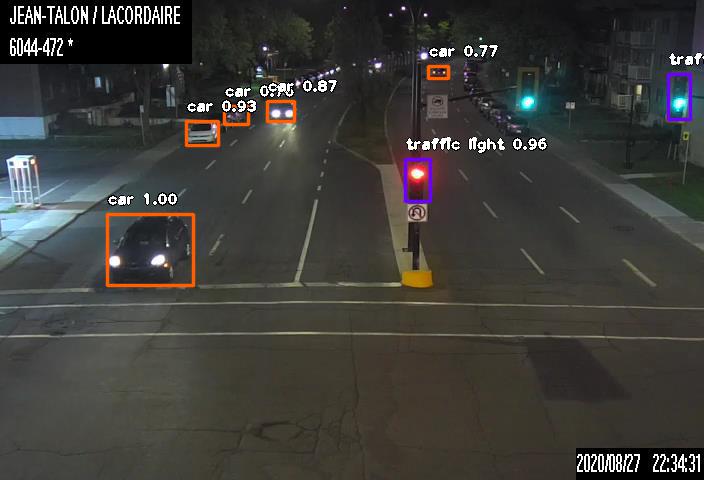 JEAN-TALON / LACORDAIRE
6044-472 *
car 0.77
traf
car 0.87
car 0.93
traffic light 0.96
car 1.00
2020/08/27 22:34:31